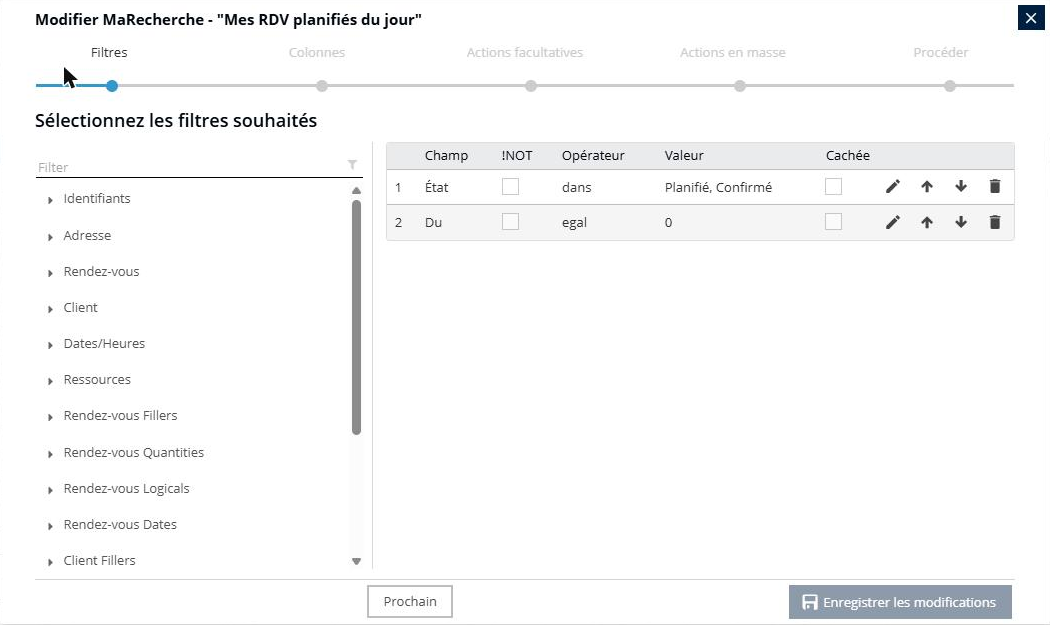 Modifier MaRecherche - "Mes RDV planifiés du jour"
Filtres Colonnes Actions facultatives Actions en masse Procéder
Sélectionnez les filtres souhaités
Filter
Identifiants
Adresse
Rendez-vous
Client
Dates/Heures
Ressources
Rendez-vous Fillers
Rendez-vous Quantities
Rendez-vous Logicals
Rendez-vous Dates
Client Fillers
Champ !NOT Opérateur Valeur Cachée
1 État dans Planifié, Confirmé
2 Du egal 0
Prochain
Enregistrer les modifications